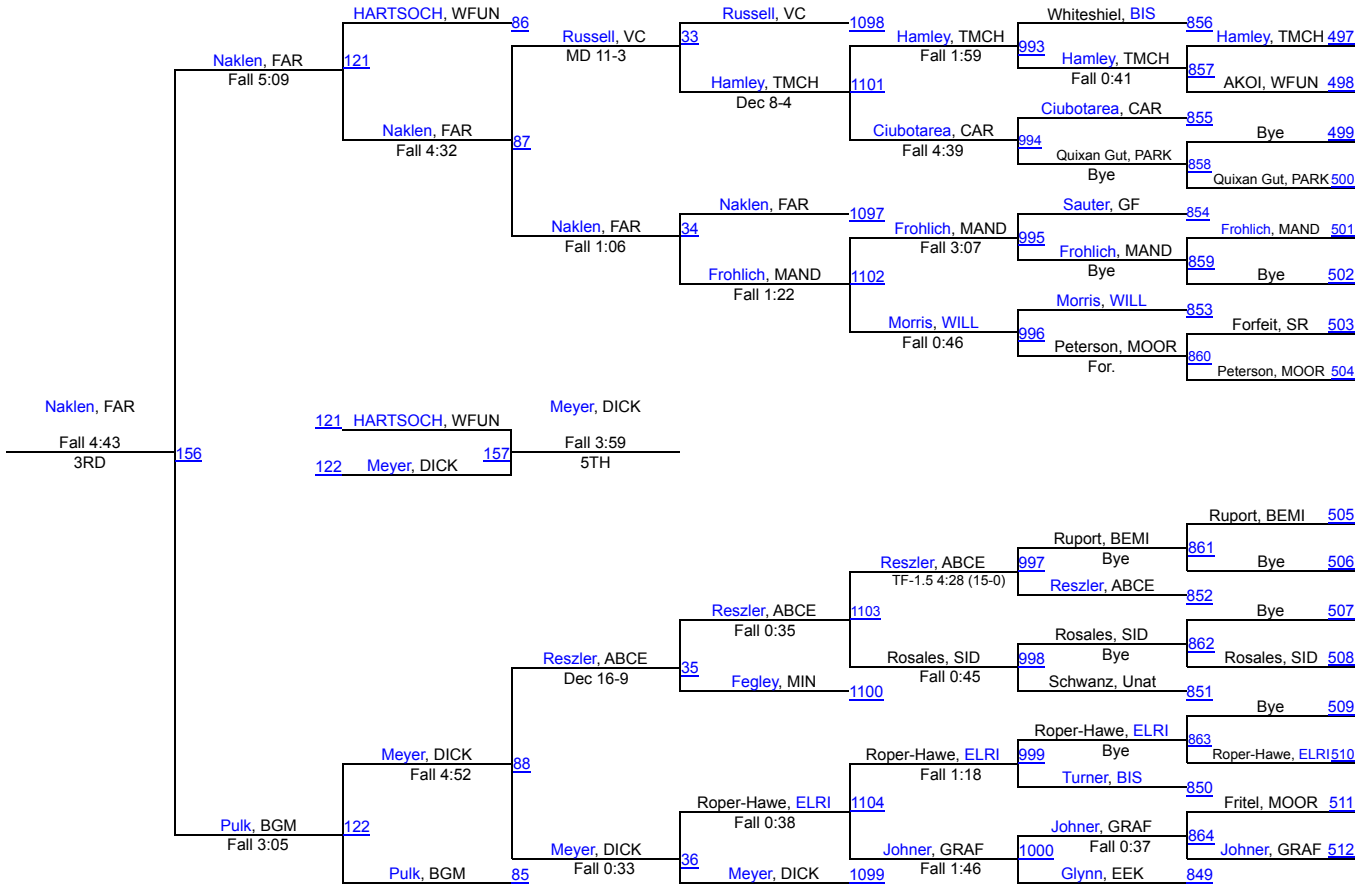 HARTSOCH, WFUN
86
Russell, VC
1098
Whiteshiel, BIS
856
Russell, VC
33
MD 11-3
Hamley, TMCH
Fall 1:59
993
Hamley, TMCH 497
Naklen, FAR
Fall 5:09
121
Hamley, TMCH
Fall 0:41
857
Hamley, TMCH
Dec 8-4
1101
AKOI, WFUN 498
Naklen, FAR
Fall 4:32
87
Ciubotarea, CAR
Fall 4:39
994
Ciubotarea, CAR
855
Bye 499
Quixan Gut, PARK
Bye
858
Quixan Gut, PARK 500
Naklen, FAR
Fall 1:06
34
Naklen, FAR
1097
Sauter, GF
854
Frohlich, MAND
Fall 3:07
995
Frohlich, MAND 501
Frohlich, MAND
Bye
859
Frohlich, MAND
Fall 1:22
1102
Bye 502
Morris, WILL
853
Morris, WILL
Fall 0:46
996
Forfeit, SR 503
Peterson, MOOR
For.
860
Peterson, MOOR 504
Naklen, FAR
Fall 4:43
3RD
156
121 HARTSOCH, WFUN
122 Meyer, DICK
157
Meyer, DICK
Fall 3:59
5TH
Ruport, BEMI 505
Ruport, BEMI
Bye
861
Bye 506
Reszler, ABCE
TF-1.5 4:28 (15-0)
997
Reszler, ABCE
852
Bye 507
Reszler, ABCE
Fall 0:35
1103
Rosales, SID
Bye
862
Rosales, SID 508
Reszler, ABCE
Dec 16-9
35
Rosales, SID
Fall 0:45
998
Schwanz, Unat
851
Fegley, MIN
1100
Bye 509
Roper-Hawe, ELRI
Bye
863
Roper-Hawe, ELRI 510
Meyer, DICK
Fall 4:52
88
Roper-Hawe, ELRI
Fall 1:18
999
Turner, BIS
850
Roper-Hawe, ELRI
Fall 0:38
1104
Fritel, MOOR 511
Pulk, BGM
Fall 3:05
122
Johner, GRAF
Fall 0:37
864
Johner, GRAF 512
Meyer, DICK
Fall 0:33
36
Johner, GRAF
Fall 1:46
1000
Pulk, BGM
85
Meyer, DICK
1099
Glynn, EEK
849